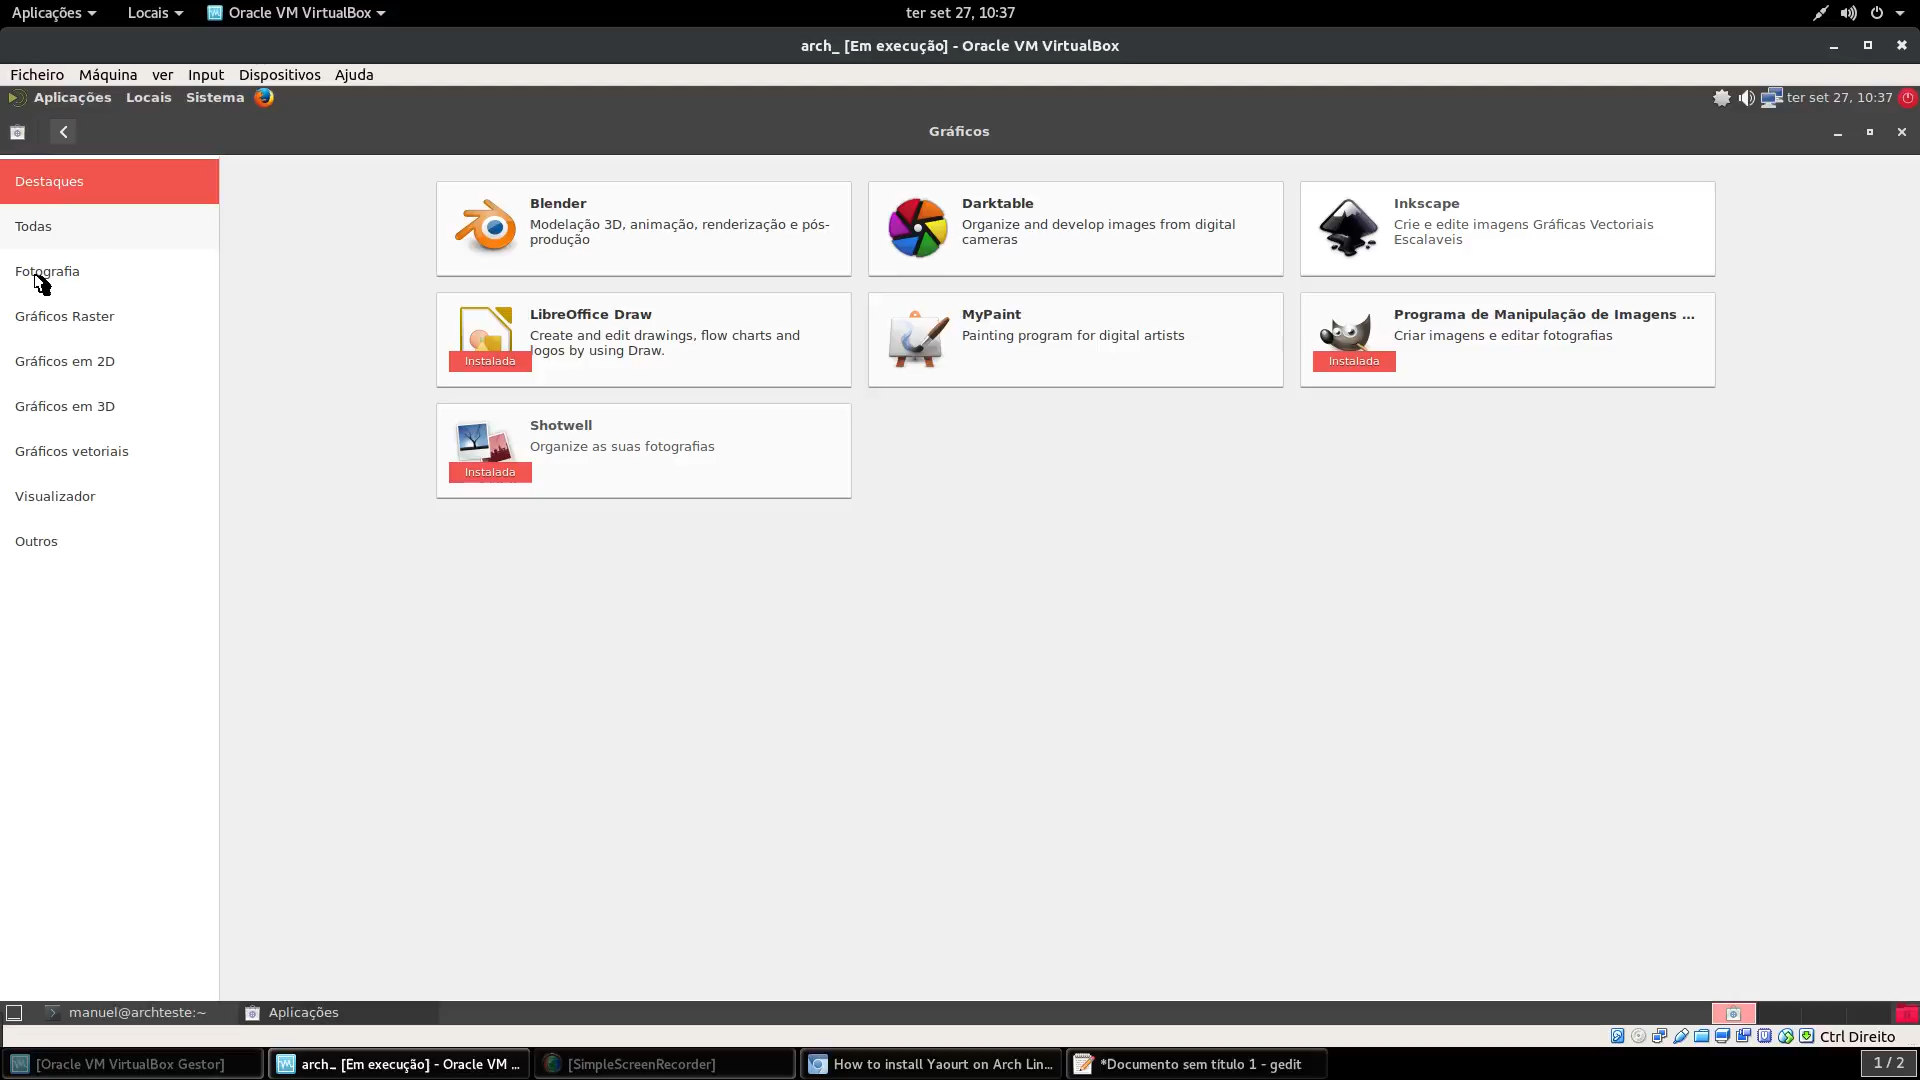 Aplicações
Locais
Oracle VM VirtualBox
ter set 27, 10:37
arch_ [Em execução] - Oracle VM VirtualBox
Ficheiro Máquina ver Input Dispositivos Ajuda
Aplicações Locais Sistema
ter set 27, 10:37
Gráficos
Destaques
Todas
Fotografia
Gráficos Raster
Gráficos em 2D
Gráficos em 3D
Gráficos vetoriais
Visualizador
Outros
Blender
Modelação 3D, animação, renderização e pós-
produção
Darktable
Organize and develop images from digital
cameras
Inkscape
Crie e edite imagens Gráficas Vectoriais
Escalaveis
LibreOffice Draw
Create and edit drawings, flow charts and
logos by using Draw.
Instalada
MyPaint
Painting program for digital artists
Programa de Manipulação de Imagens ...
Criar imagens e editar fotografias
Instalada
Shotwell
Organize as suas fotografias
Instalada
manuel@archteste:~
Aplicações
Ctrl Direito
[Oracle VM VirtualBox Gestor]
arch_ [Em execução] - Oracle VM ...
[SimpleScreenRecorder]
How to install Yaourt on Arch Lin...
*Documento sem título 1 - gedit
1 / 2